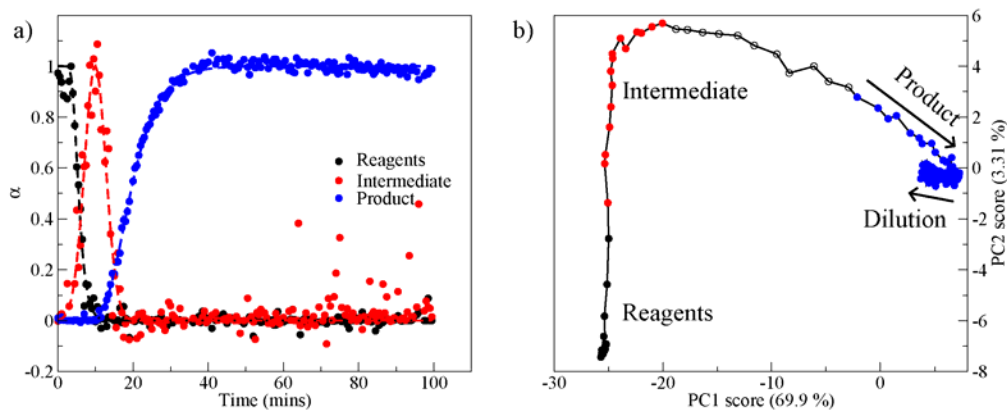 a)
α
1
0.8
0.6
0.4
0.2
0
-0.2
0
20
40
60
80
100
Time (mins)
Reagents
Intermediate
Product
b)
Intermediate
Reagents
Product
Dilution
-30
-20
-10
0
PC1 score (69.9 %)
6
4
2
0
-2
-4
-6
-8
PC2 score (3.31 %)